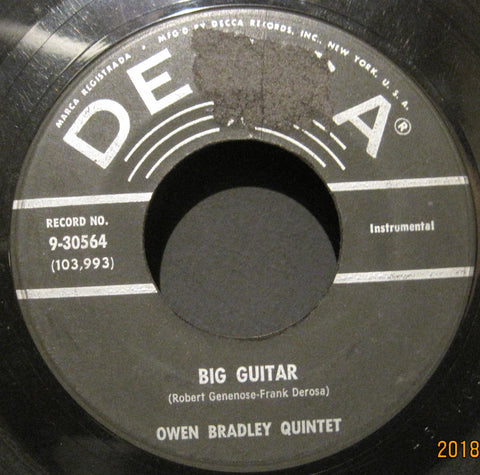 MARCA REGISTRADA • MFG'D BY DECCA RECORDS, INC., NEW YORK, U. S. A.
DE A®
RECORD NO.
9-30564
(103,993)
Instrumental
BIG GUITAR
(Robert Genenose-Frank Derosa)
OWEN BRADLEY QUINTET
2018